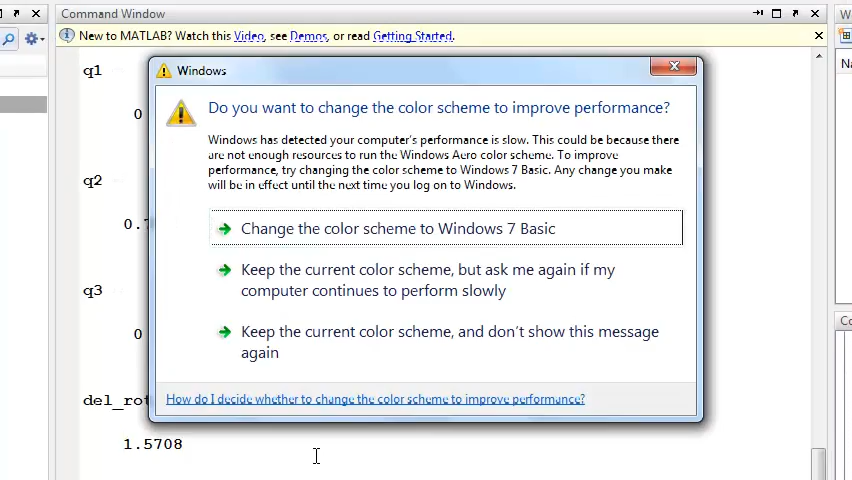 Command Window
New to MATLAB? Watch this Video, see Demos, or read Getting Started.
q1
0
q2
0.
q3
0
del_ro
1.5708
Windows
Do you want to change the color scheme to improve performance?
Windows has detected your computer's performance is slow. This could be because there
are not enough resources to run the Windows Aero color scheme. To improve
performance, try changing the color scheme to Windows 7 Basic. Any change you make
will be in effect until the next time you log on to Windows.
Change the color scheme to Windows 7 Basic
Keep the current color scheme, but ask me again if my
computer continues to perform slowly
Keep the current color scheme, and don't show this message
again
How do I decide whether to change the color scheme to improve performance?